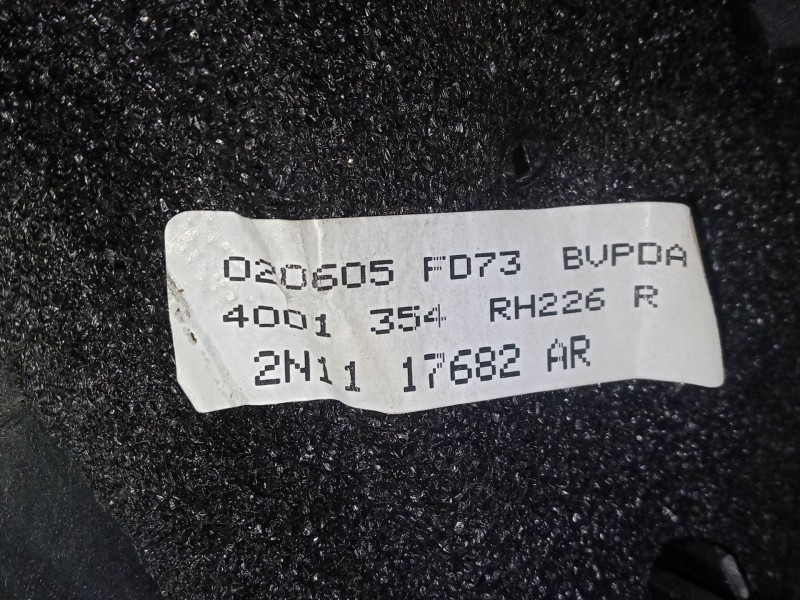 020605 FD73 BVPDA
4001 354 RH226 R
2N11 17682 AR